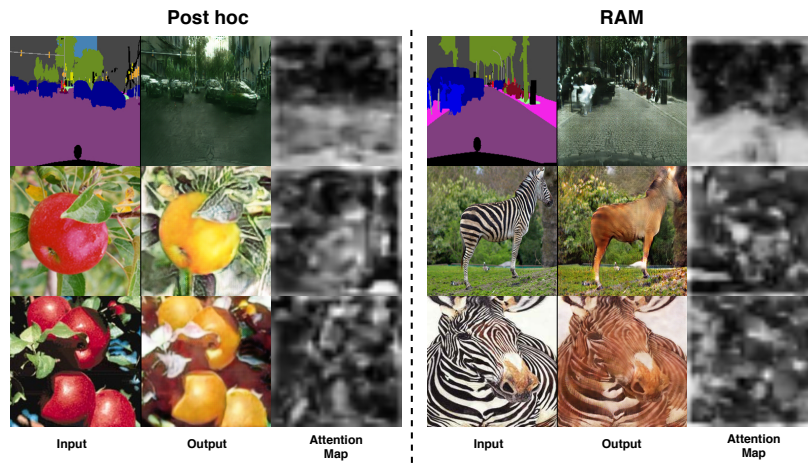 Post hoc
RAM
Input
Output
Attention
Map
Input
Output
Attention
Map